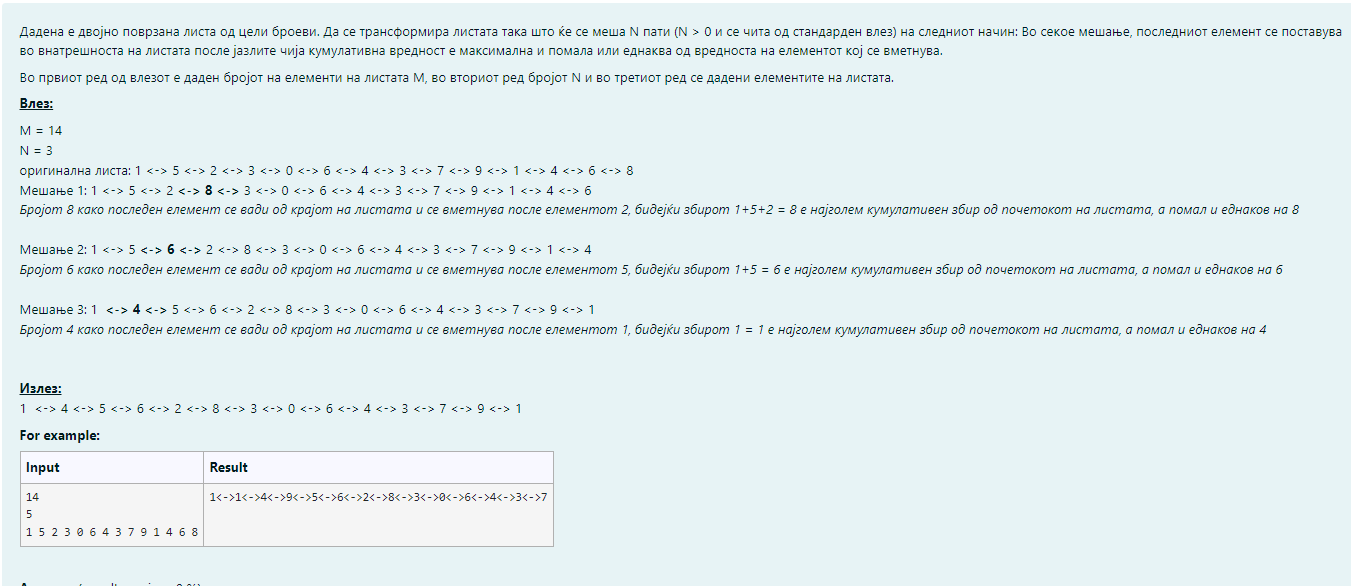 Дадена е двојно поврзана листа од цели броеви. Да се трансформира листата така што ќе се меша N пати (N > 0 и се чита од стандарден влез) на следниот начин: Во секое мешање, последниот елемент се поставува
во внатрешноста на листата после јазлите чија кумулативна вредност е максимална и помала или еднаква од вредноста на елементот кој се вметнува.
Во првиот ред од влезот е даден бројот на елементи на листата M, во вториот ред бројот N и во третиот ред се дадени елементите на листата.
Влез:
M = 14
N = 3
оригинална листа: 1 <-> 5 <-> 2 <-> 3 <-> 0 <-> 6 <-> 4 <-> 3 <-> 7 <-> 9 <-> 1 <-> 4 <-> 6 <-> 8
Мешање 1: 1 <-> 5 <-> 2 <-> 8 <-> 3 <-> 0 <-> 6 <-> 4 <-> 3 <-> 7 <-> 9 <-> 1 <-> 4 <-> 6
Бројот 8 како последен елемент се вади од крајот на листата и се вметнува после елементот 2, бидејќи збирот 1+5+2 = 8 е најголем кумулативен збир од почетокот на листата, а помал и еднаков на 8
Мешање 2: 1 <-> 5 <-> 6 <-> 2 <-> 8 <-> 3 <-> 0 <-> 6 <-> 4 <-> 3 <-> 7 <-> 9 <-> 1 <-> 4
Бројот 6 како последен елемент се вади од крајот на листата и се вметнува после елементот 5, бидејќи збирот 1+5 = 6 е најголем кумулативен збир од почетокот на листата, а помал и еднаков на 6
Мешање 3: 1 <-> 4 <-> 5 <-> 6 <-> 2 <-> 8 <-> 3 <-> 0 <-> 6 <-> 4 <-> 3 <-> 7 <-> 9 <-> 1
Бројот 4 како последен елемент се вади од крајот на листата и се вметнува после елементот 1, бидејќи збирот 1 = 1 е најголем кумулативен збир од почетокот на листата, а помал и еднаков на 4
Излез:
1 <-> 4 <-> 5 <-> 6 <-> 2 <-> 8 <-> 3 <-> 0 <-> 6 <-> 4 <-> 3 <-> 7 <-> 9 <-> 1
For example:
Input Result
14 1<->1<->4<->9<->5<->6<->2<->8<->3<->0<->6<->4<->3<->7
5
1 5 2 3 0 6 4 3 7 9 1 4 6 8